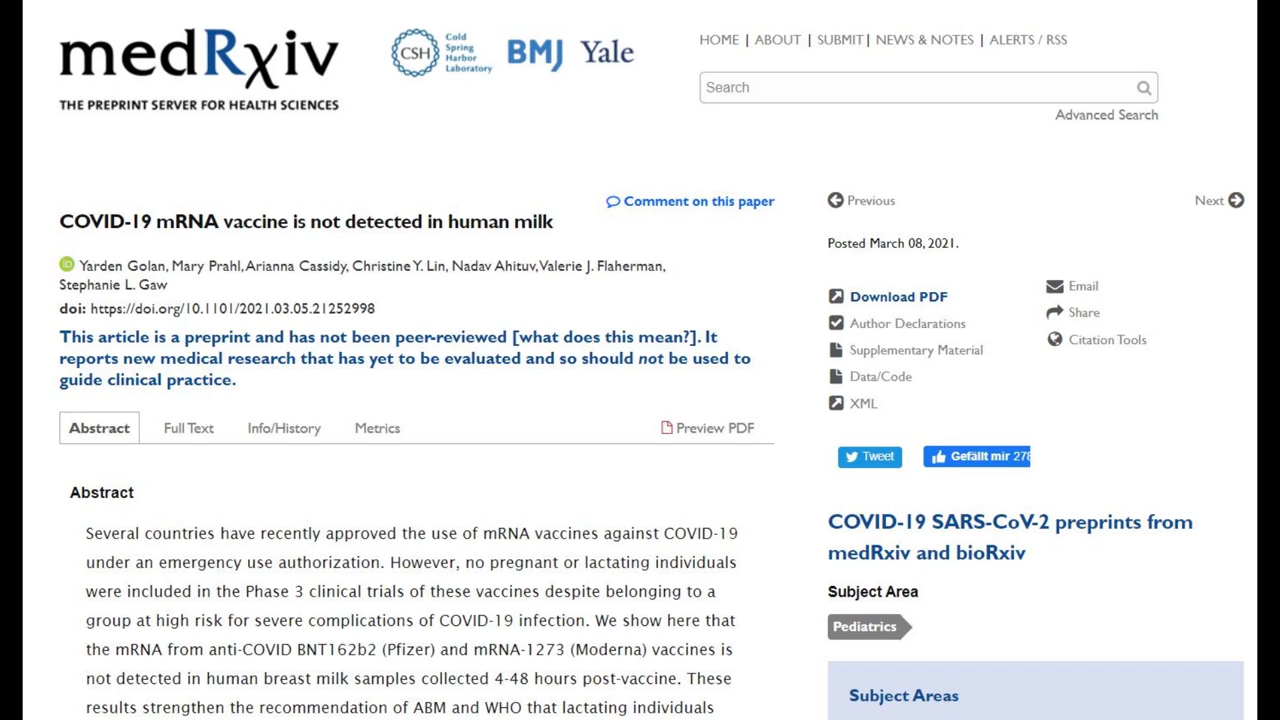 medRxiv
THE PREPRINT SERVER FOR HEALTH SCIENCES
CSH
Cold
Spring
Harbor
Laboratory
BMJ Yale
HOME | ABOUT | SUBMIT | NEWS & NOTES | ALERTS / RSS
Search
Advanced Search
Comment on this paper
COVID-19 mRNA vaccine is not detected in human milk
iD Yarden Golan, Mary Prahl, Arianna Cassidy, Christine Y. Lin, Nadav Ahituv, Valerie J. Flaherman,
Stephanie L. Gaw
doi: https://doi.org/10.1101/2021.03.05.21252998
This article is a preprint and has not been peer-reviewed [what does this mean?]. It
reports new medical research that has yet to be evaluated and so should not be used to
guide clinical practice.
Abstract Full Text Info/History Metrics Preview PDF
Abstract
Several countries have recently approved the use of mRNA vaccines against COVID-19
under an emergency use authorization. However, no pregnant or lactating individuals
were included in the Phase 3 clinical trials of these vaccines despite belonging to a
group at high risk for severe complications of COVID-19 infection. We show here that
the mRNA from anti-COVID BNT162b2 (Pfizer) and mRNA-1273 (Moderna) vaccines is
not detected in human breast milk samples collected 4-48 hours post-vaccine. These
results strengthen the recommendation of ABM and WHO that lactating individuals
Previous Next
Posted March 08, 2021.
Download PDF
Author Declarations
Supplementary Material
Data/Code
XML
Email
Share
Citation Tools
Tweet
Gefällt mir 278
COVID-19 SARS-CoV-2 preprints from
medRxiv and bioRxiv
Subject Area
Pediatrics
Subject Areas